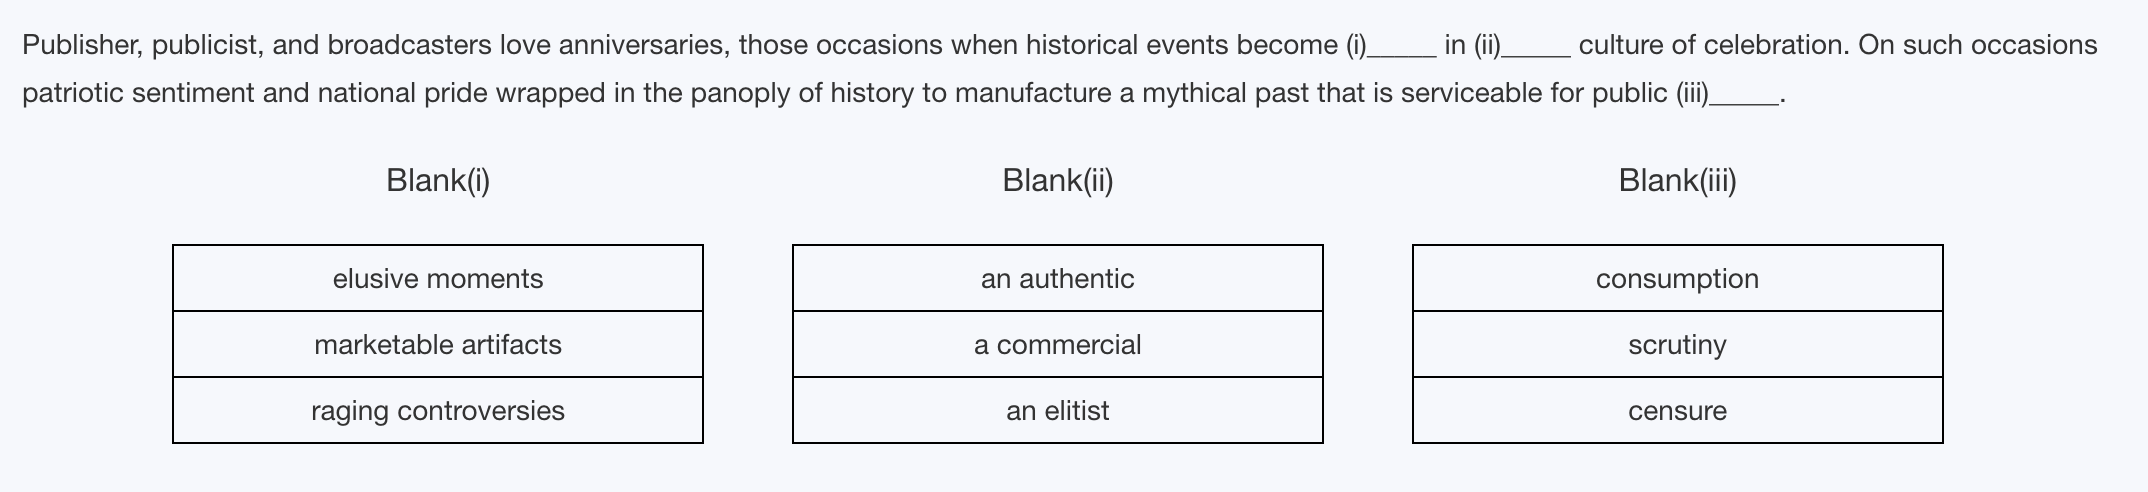 Publisher, publicist, and broadcasters love anniversaries, those occasions when historical events become (i)_____ in (ii)_____ culture of celebration. On such occasions
patriotic sentiment and national pride wrapped in the panoply of history to manufacture a mythical past that is serviceable for public (iii)_____.
Blank(i)
Blank(ii)
Blank(iii)
elusive moments
an authentic
consumption
marketable artifacts
a commercial
scrutiny
raging controversies
an elitist
censure